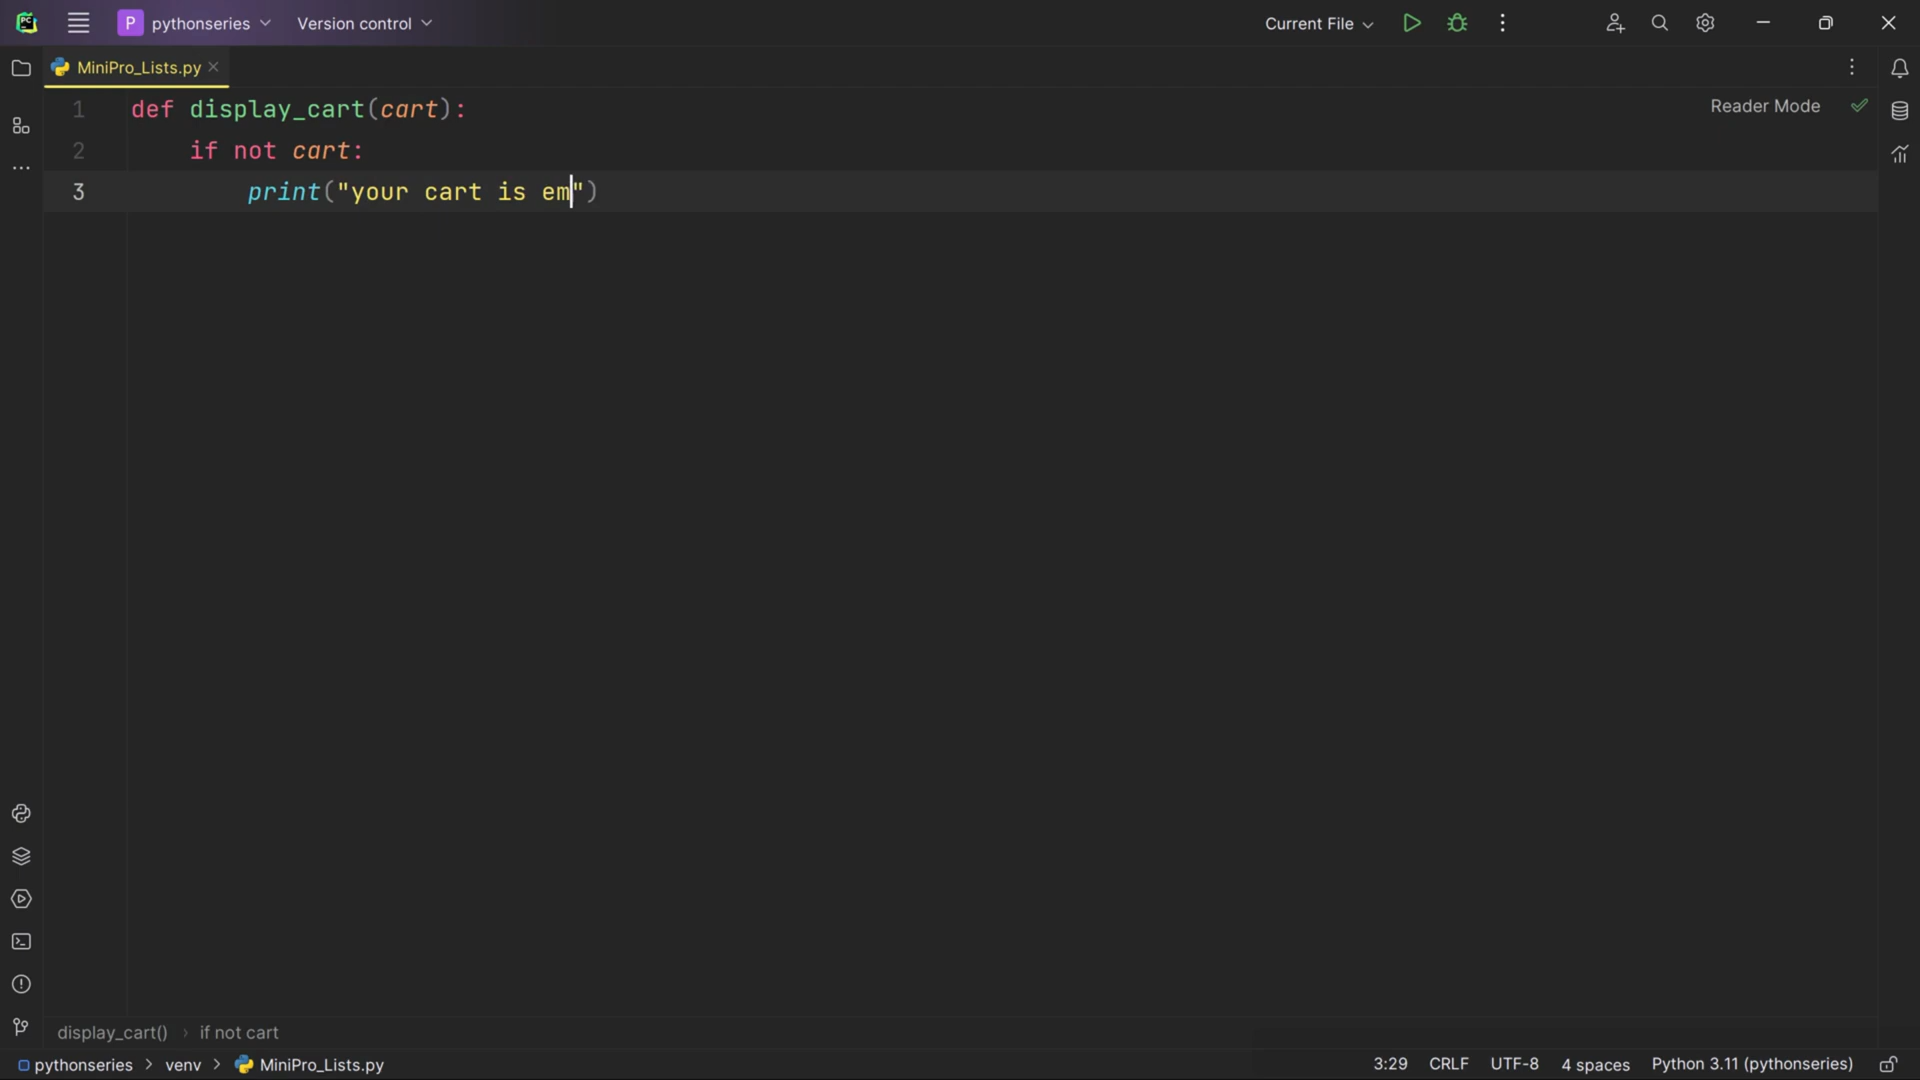 P pythonseries Version control Current File
MiniPro_Lists.py
1 def display_cart(cart):
Reader Mode
2     if not cart:
3         print("your cart is em")
display_cart() › if not cart
pythonseries > venv > MiniPro_Lists.py 3:29 CRLF UTF-8 4 spaces Python 3.11 (pythonseries)